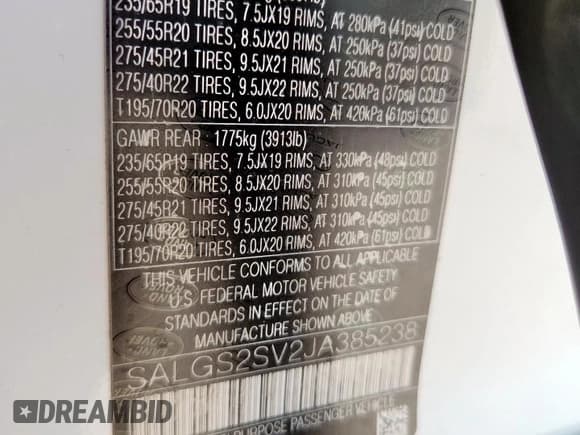 235/65R19 TIRES, 7.5JX19 RIMS, AT 280kPa (41psi) COLD
255/55R20 TIRES, 8.5JX20 RIMS, AT 250kPa (37psi) COLD
275/45R21 TIRES, 9.5JX21 RIMS, AT 250kPa (37psi) COLD
275/40R22 TIRES, 9.5JX22 RIMS, AT 250kPa (37psi) COLD
T195/70R20 TIRES, 6.0JX20 RIMS, AT 420kPa (61psi) COLD
GAWR REAR: 1775kg (3913lb)
235/65R19 TIRES, 7.5JX19 RIMS, AT 330kPa (48psi) COLD
255/55R20 TIRES, 8.5JX20 RIMS, AT 310kPa (45psi) COLD
275/45R21 TIRES, 9.5JX21 RIMS, AT 310kPa (45psi) COLD
275/40R22 TIRES, 9.5JX22 RIMS, AT 310kPa (45psi) COLD
T195/70R20 TIRES, 6.0JX20 RIMS, AT 420kPa (61psi) COLD
THIS VEHICLE CONFORMS TO ALL APPLICABLE
U.S. FEDERAL MOTOR VEHICLE SAFETY
STANDARDS IN EFFECT ON THE DATE OF
MANUFACTURE SHOWN ABOVE
SALGS2SV2JA385238
PURPOSE PASSENGER VEHICLE
DREAMBID